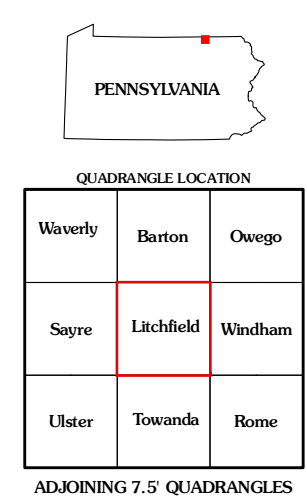 PENNSYLVANIA
QUADRANGLE LOCATION
Waverly Barton Owego
Sayre Litchfield Windham
Ulster Towanda Rome
ADJOINING 7.5' QUADRANGLES